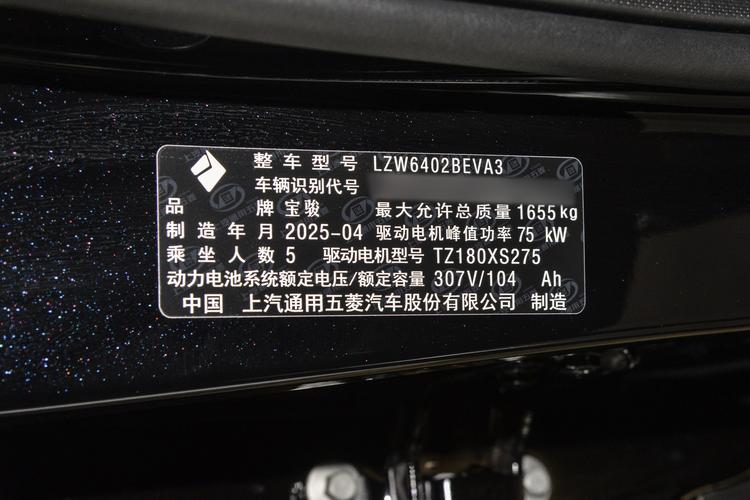 整车型号 LZW6402BEVA3
车辆识别代号
品牌 宝骏 最大允许总质量 1655kg
制造年月 2025-04 驱动电机峰值功率 75 kW
乘坐人数 5 驱动电机型号 TZ180XS275
动力电池系统额定电压/额定容量 307V/104 Ah
中国 上汽通用五菱汽车股份有限公司 制造